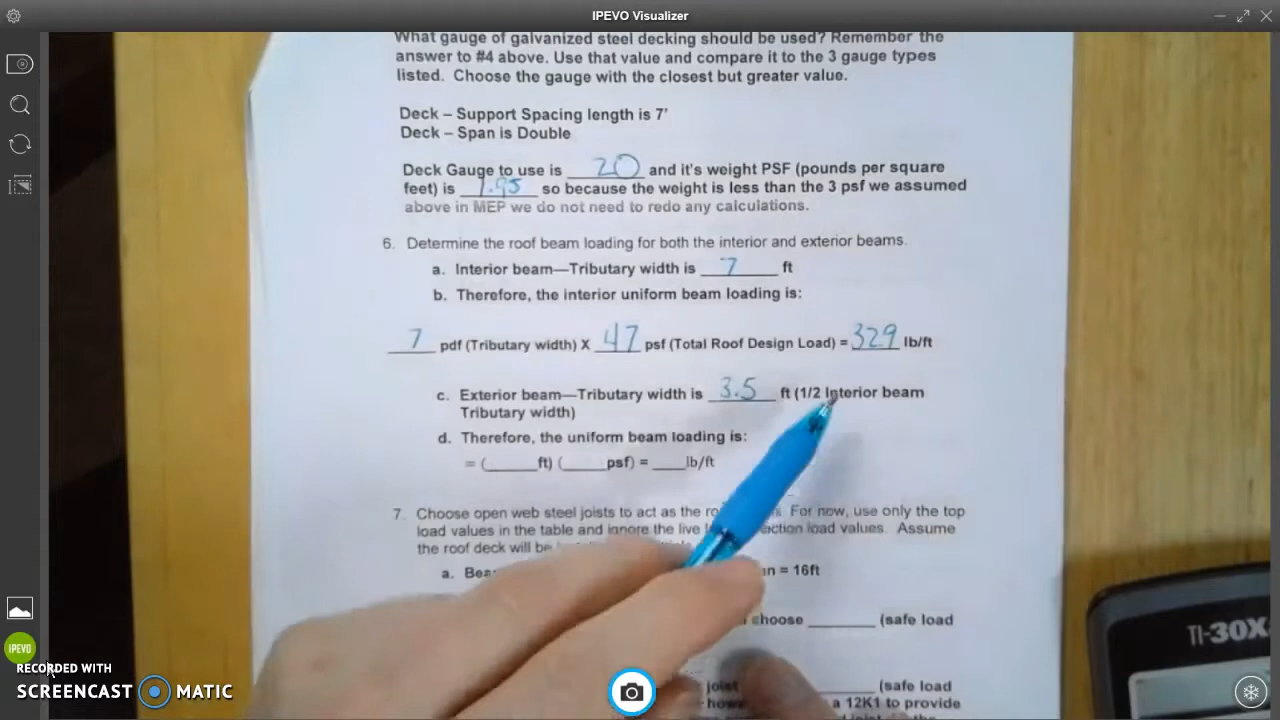 IPEVO Visualizer
What gauge of galvanized steel decking should be used? Remember the
answer to #4 above. Use that value and compare it to the 3 gauge types
listed. Choose the gauge with the closest but greater value.
Deck – Support Spacing length is 7'
Deck – Span is Double
Deck Gauge to use is 20 and it's weight PSF (pounds per square
feet) is 1.95 so because the weight is less than the 3 psf we assumed
above in MEP we do not need to redo any calculations.
6. Determine the roof beam loading for both the interior and exterior beams.
a. Interior beam—Tributary width is 7 ft
b. Therefore, the interior uniform beam loading is:
7 pdf (Tributary width) X 47 psf (Total Roof Design Load) = 329 lb/ft
c. Exterior beam—Tributary width is 3.5 ft (1/2 Interior beam
Tributary width)
d. Therefore, the uniform beam loading is:
= (______ft) (_____psf) = ____lb/ft
7. Choose open web steel joists to act as the For now, use only the top
load values in the table and ignore the live load values. Assume
the roof deck will be
a. = 16ft
choose ________ (safe load
joist ________ (safe load
a 12K1 to provide
TI-30X
iPEVO
RECORDED WITH
SCREENCAST MATIC